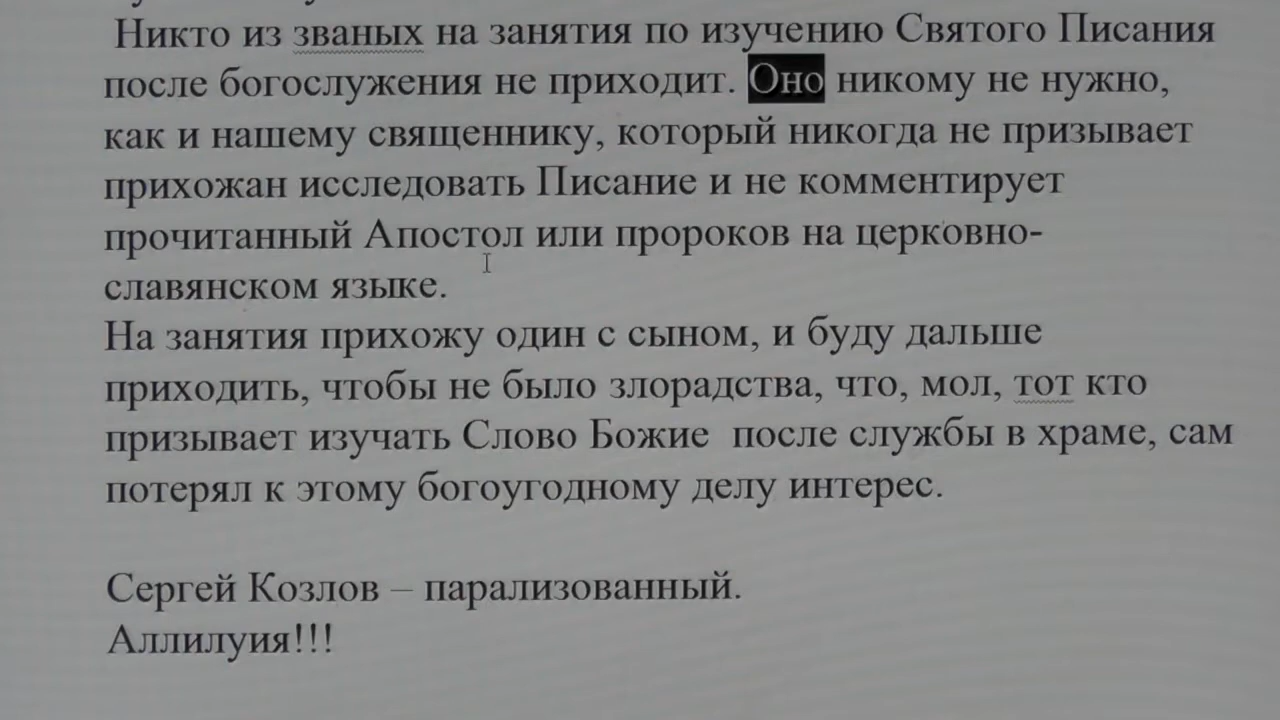 Никто из званых на занятия по изучению Святого Писания
после богослужения не приходит. Оно никому не нужно,
как и нашему священнику, который никогда не призывает
прихожан исследовать Писание и не комментирует
прочитанный Апостол или пророков на церковно-
славянском языке.
На занятия прихожу один с сыном, и буду дальше
приходить, чтобы не было злорадства, что, мол, тот кто
призывает изучать Слово Божие  после службы в храме, сам
потерял к этому богоугодному делу интерес.
Сергей Козлов – парализованный.
Аллилуия!!!